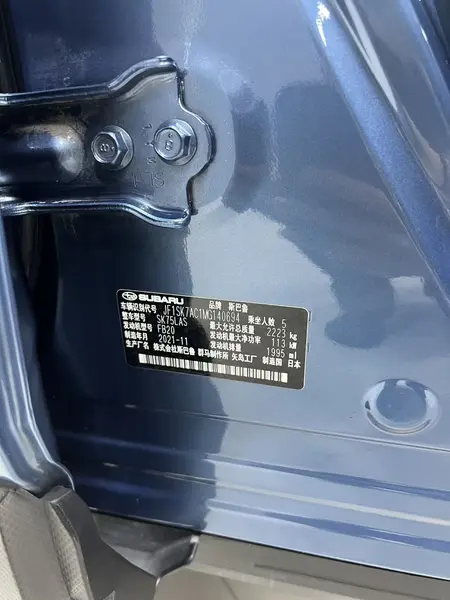 SUBARU 品牌 斯巴鲁
车辆识别代号 JF1SK7AC1MG140694 乘坐人数 5
整车型号 SK75LAS 最大允许总质量 2223 kg
发动机型号 FB20 发动机最大净功率 113 kW
制造年月 2021-11 发动机排量 1995 ml
生产厂名 株式会社斯巴鲁 群马制作所 矢岛工厂 制造国 日本
8
8